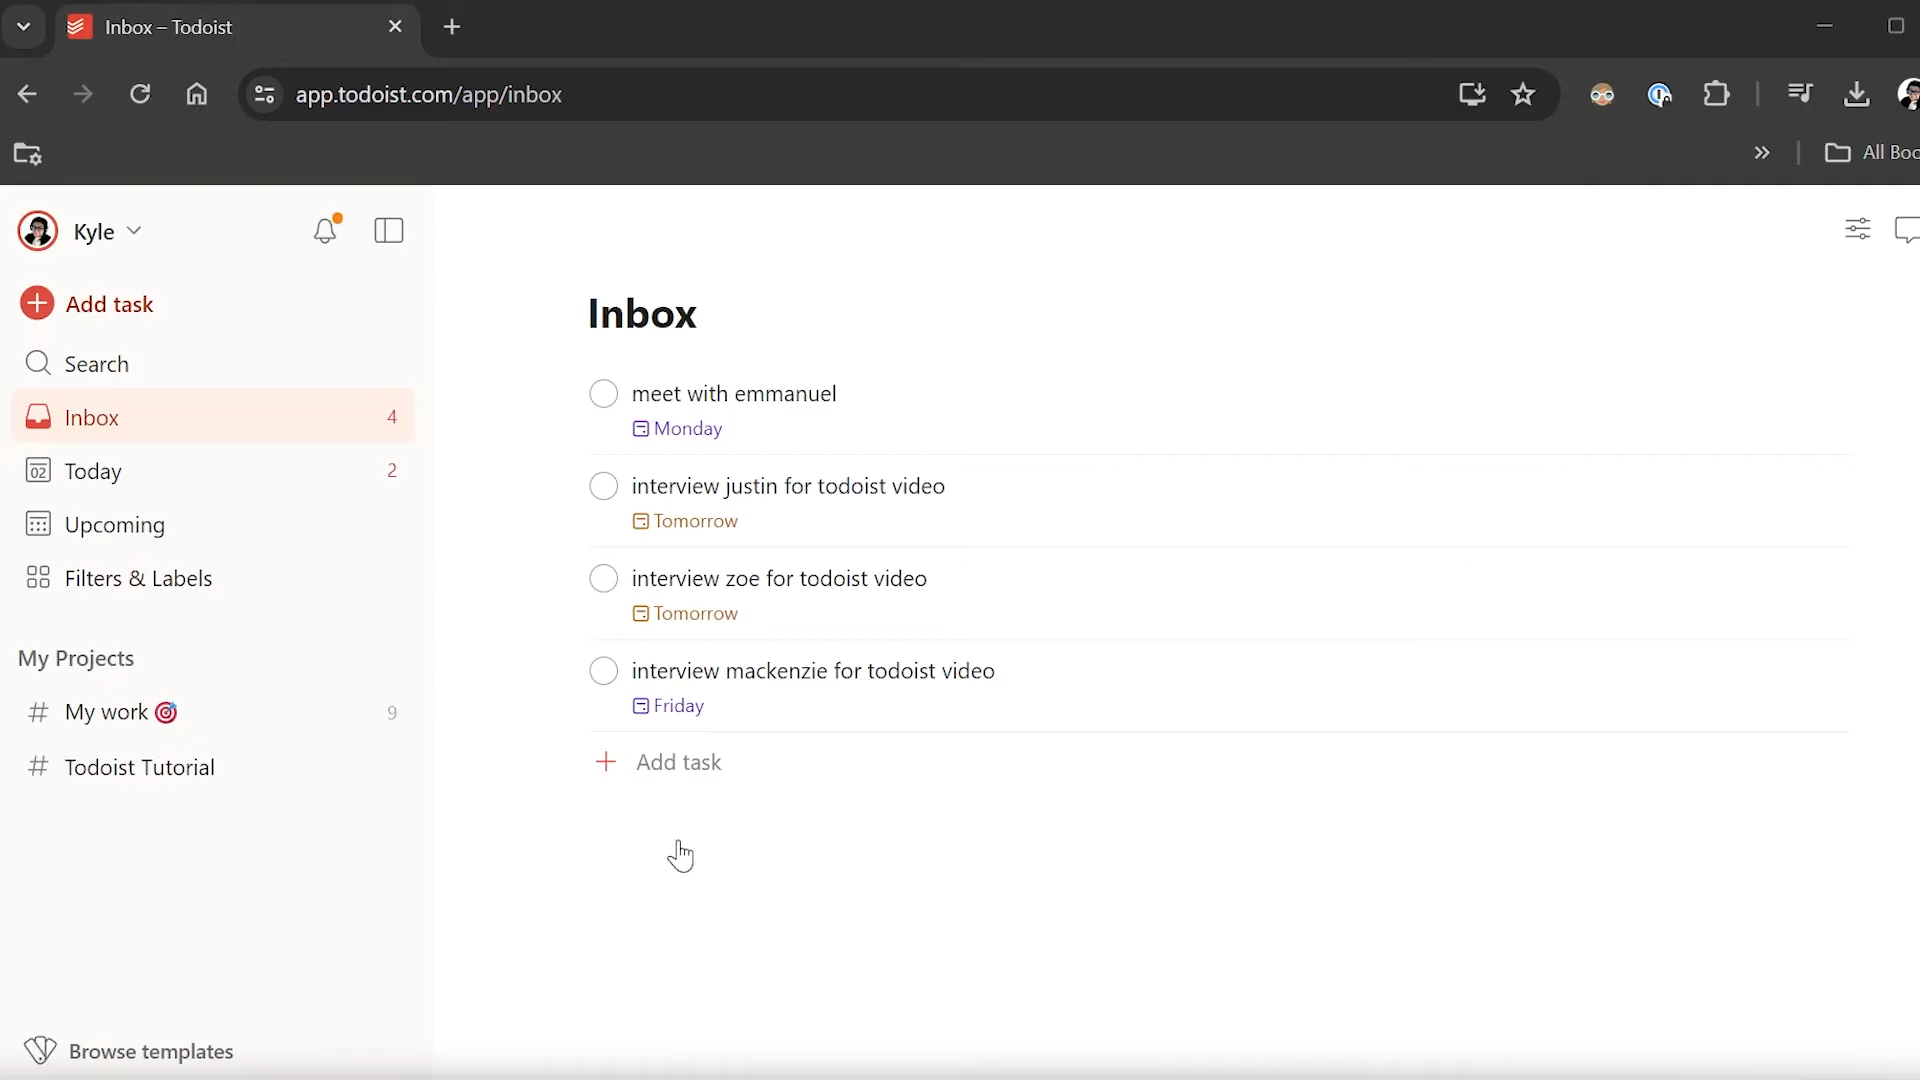 Inbox – Todoist
app.todoist.com/app/inbox
All Boo
Kyle
Add task
Search
Inbox 4
02 Today 2
Upcoming
Filters & Labels
My Projects
# My work 🎯 9
# Todoist Tutorial
Browse templates
Inbox
meet with emmanuel
Monday
interview justin for todoist video
Tomorrow
interview zoe for todoist video
Tomorrow
interview mackenzie for todoist video
Friday
Add task